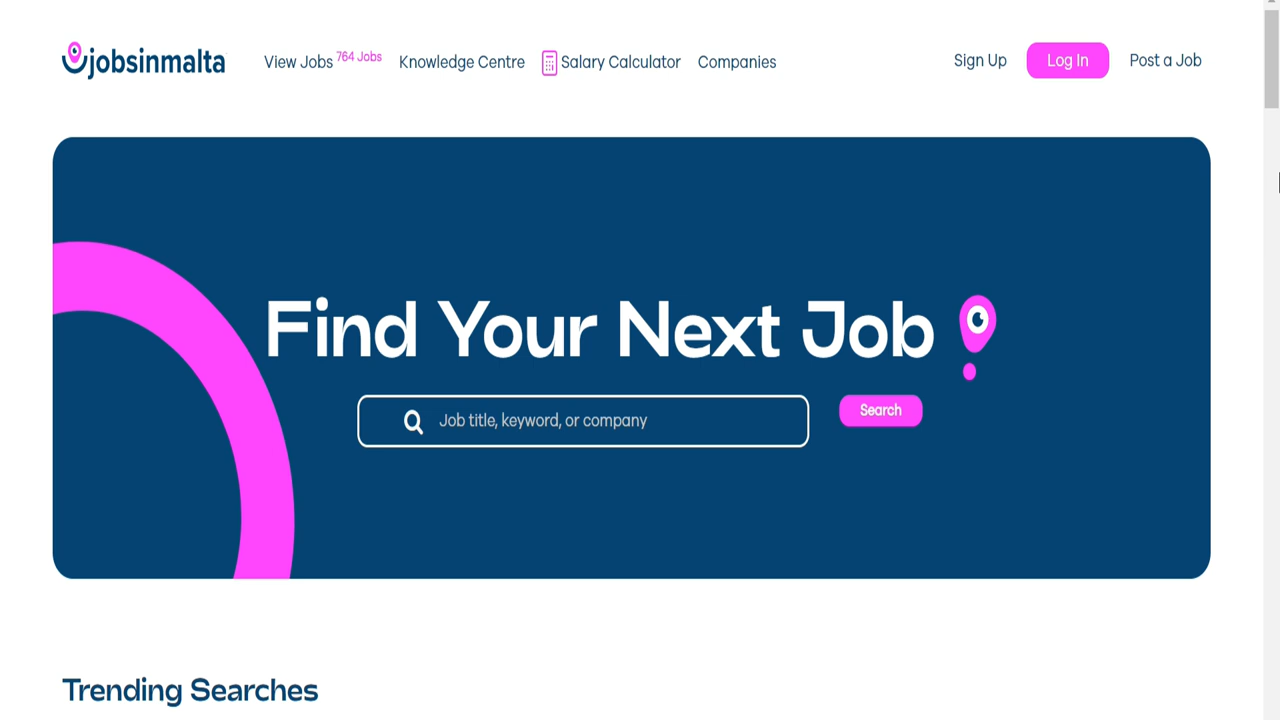 jobsinmalta View Jobs 764 Jobs Knowledge Centre Salary Calculator Companies Sign Up Log In Post a Job
Find Your Next Job
Job title, keyword, or company Search
Trending Searches